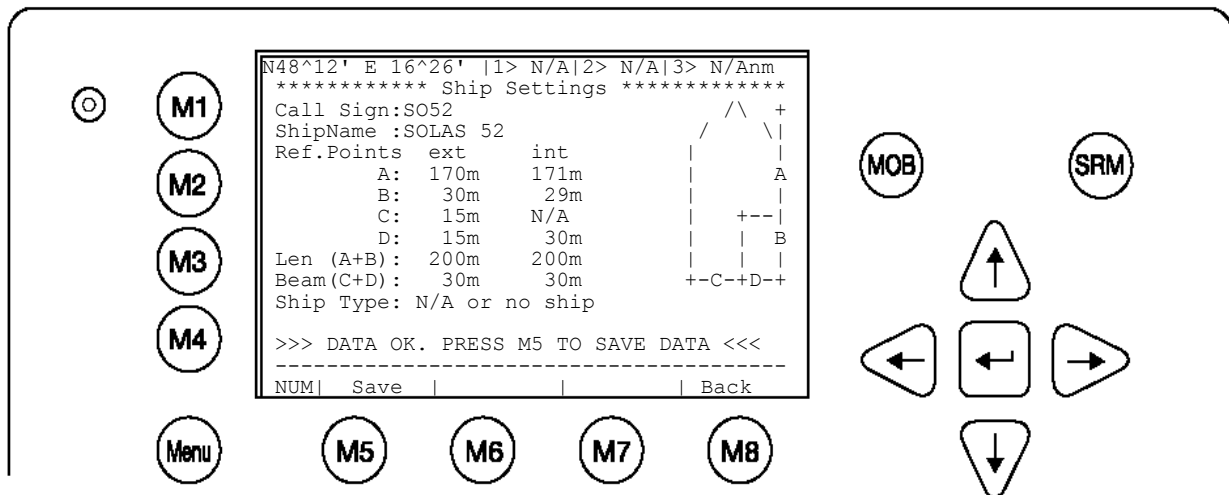 N48^12' E 16^26' |1> N/A|2> N/A|3> N/Anm
************ Ship Settings *************
Call Sign:SO52 /\ +
ShipName :SOLAS 52 / \|
Ref.Points ext int | |
A: 170m 171m | A
B: 30m 29m | |
C: 15m N/A | +--|
D: 15m 30m | | B
Len (A+B): 200m 200m | | |
Beam(C+D): 30m 30m +-C-+D-+
Ship Type: N/A or no ship
>>> DATA OK. PRESS M5 TO SAVE DATA <<<
----------------------------------------
NUM| Save | | | Back
M1
M2
M3
M4
MOB
SRM
Menu
M5
M6
M7
M8